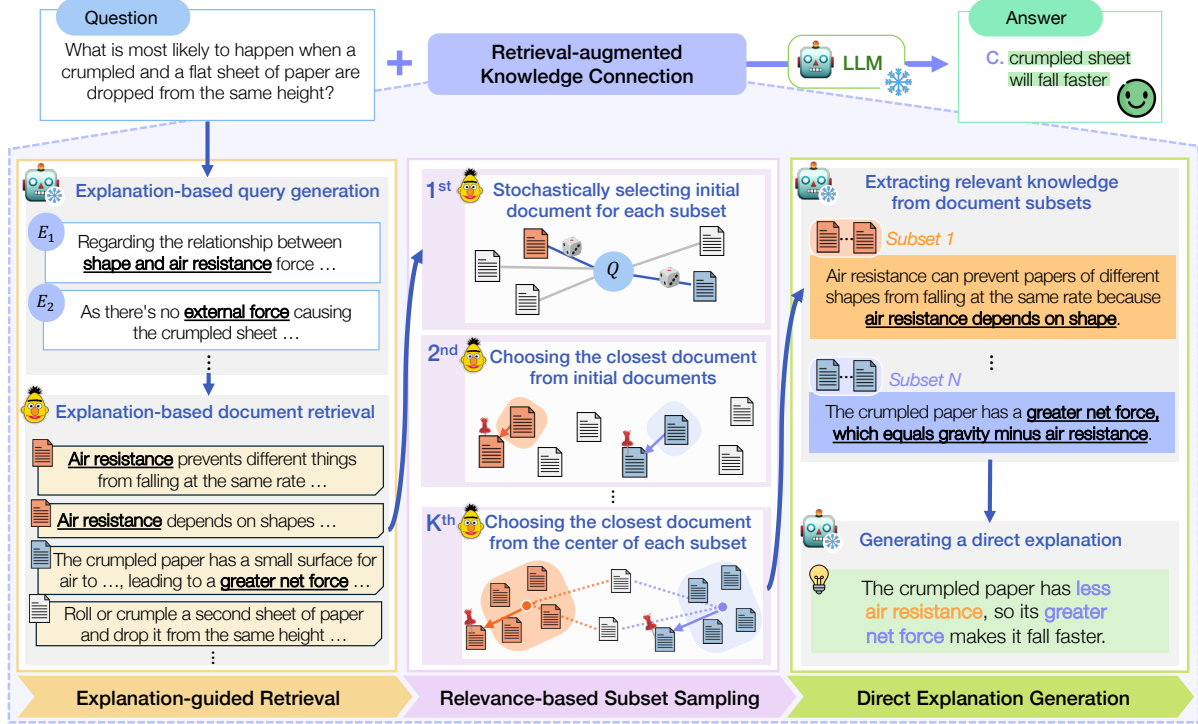 Question
What is most likely to happen when a
crumpled and a flat sheet of paper are
dropped from the same height?
+
Retrieval-augmented
Knowledge Connection
LLM
Answer
C. crumpled sheet
will fall faster
Explanation-based query generation
E1
Regarding the relationship between
shape and air resistance force …
E2
As there's no external force causing
the crumpled sheet …
⋮
Explanation-based document retrieval
Air resistance prevents different things
from falling at the same rate …
Air resistance depends on shapes …
The crumpled paper has a small surface for
air to …, leading to a greater net force …
Roll or crumple a second sheet of paper
and drop it from the same height …
⋮
Explanation-guided Retrieval
1st
Stochastically selecting initial
document for each subset
Q
2nd
Choosing the closest document
from initial documents
⋮
Kth
Choosing the closest document
from the center of each subset
Relevance-based Subset Sampling
Extracting relevant knowledge
from document subsets
Subset 1
Air resistance can prevent papers of different
shapes from falling at the same rate because
air resistance depends on shape.
⋮
Subset N
The crumpled paper has a greater net force,
which equals gravity minus air resistance.
Generating a direct explanation
The crumpled paper has less
air resistance, so its greater
net force makes it fall faster.
Direct Explanation Generation